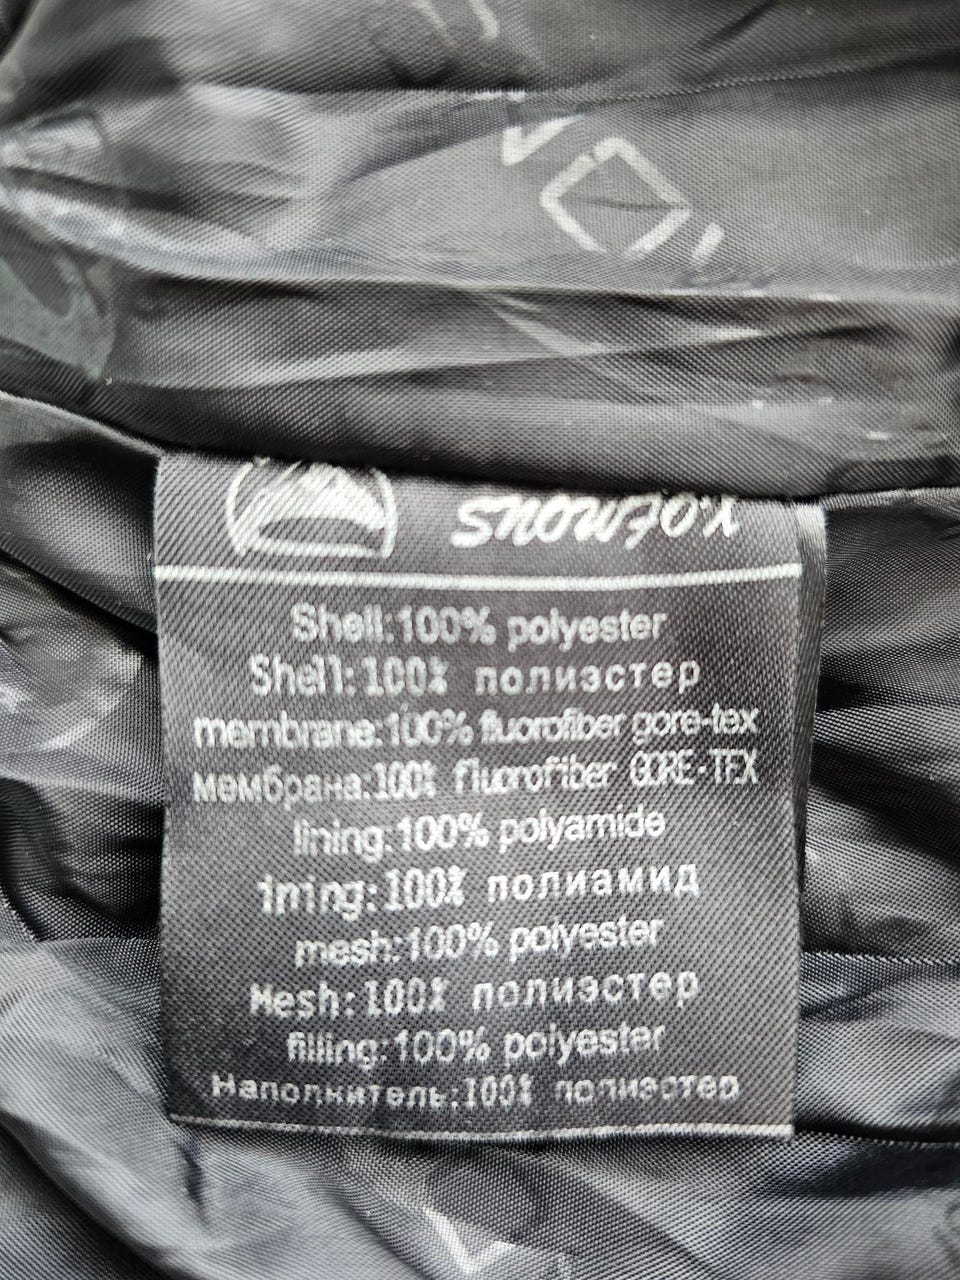 SNOWFOX
Shell:100% polyester
Shell:100% полиэстер
membrane:100% fluorofiber gore-tex
мембрана:100% fluorofiber GORE-TEX
lining:100% polyamide
ining:100% полиамид
mesh:100% polyester
Mesh:100% полиэстер
filling:100% polyester
Наполнитель:100% полиэстер